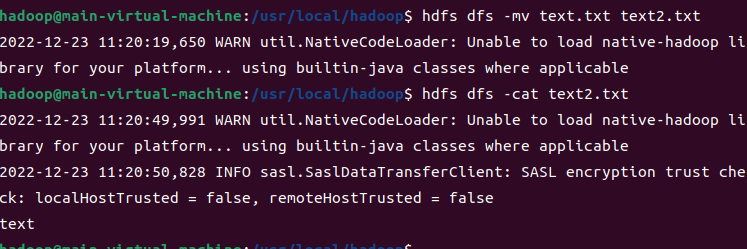 hadoop@main-virtual-machine:/usr/local/hadoop$ hdfs dfs -mv text.txt text2.txt
2022-12-23 11:20:19,650 WARN util.NativeCodeLoader: Unable to load native-hadoop li
brary for your platform... using builtin-java classes where applicable
hadoop@main-virtual-machine:/usr/local/hadoop$ hdfs dfs -cat text2.txt
2022-12-23 11:20:49,991 WARN util.NativeCodeLoader: Unable to load native-hadoop li
brary for your platform... using builtin-java classes where applicable
2022-12-23 11:20:50,828 INFO sasl.SaslDataTransferClient: SASL encryption trust che
ck: localHostTrusted = false, remoteHostTrusted = false
text
hadoop@main-virtual-machine:/usr/local/hadoop$